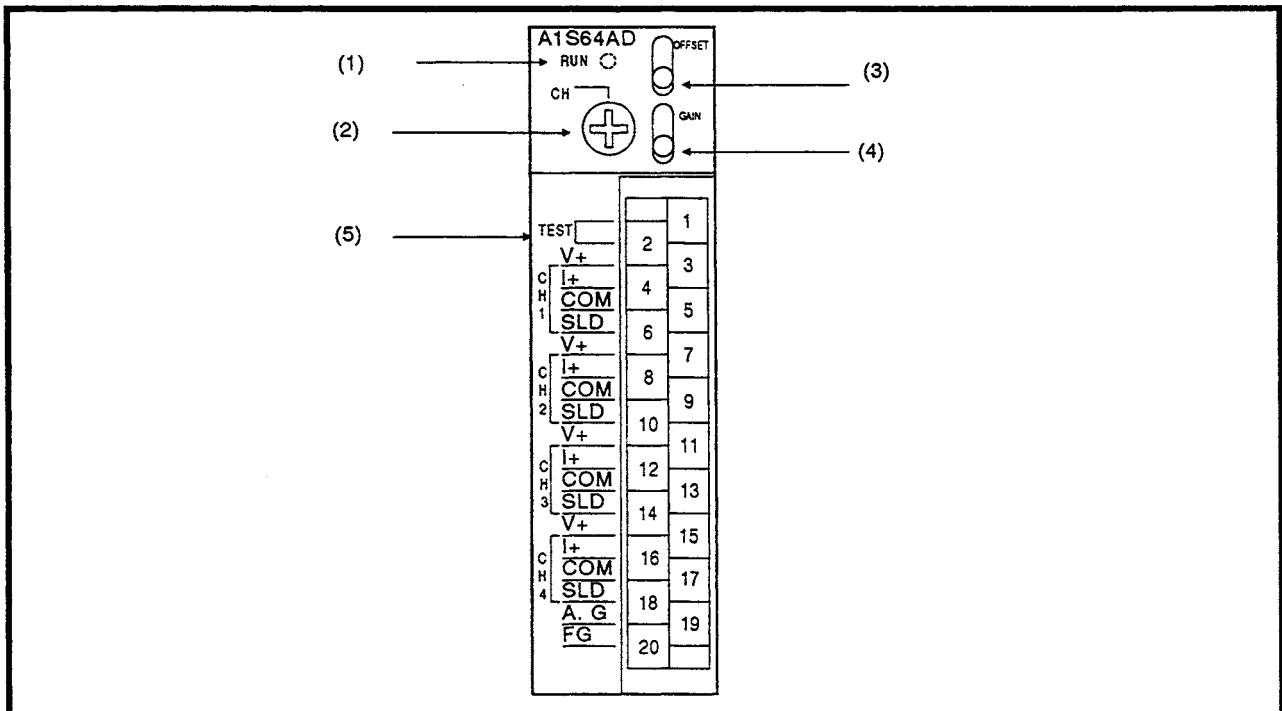 A1S64AD
OFFSET
(1)
RUN
(3)
CH
GAIN
(2)
(4)
(5)
TEST
1
2
V+
3
CH1
I+
4
COM
5
SLD
6
V+
7
CH2
I+
8
COM
9
SLD
10
V+
11
CH3
I+
12
COM
13
SLD
14
V+
15
CH4
I+
16
COM
17
SLD
18
A. G
19
FG
20